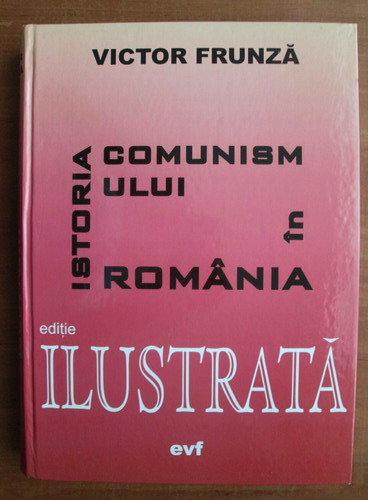 VICTOR FRUNZĂ
ISTORIA
COMUNISM
ULUI
în
ROMÂNIA
ediție
ILUSTRATĂ
evf